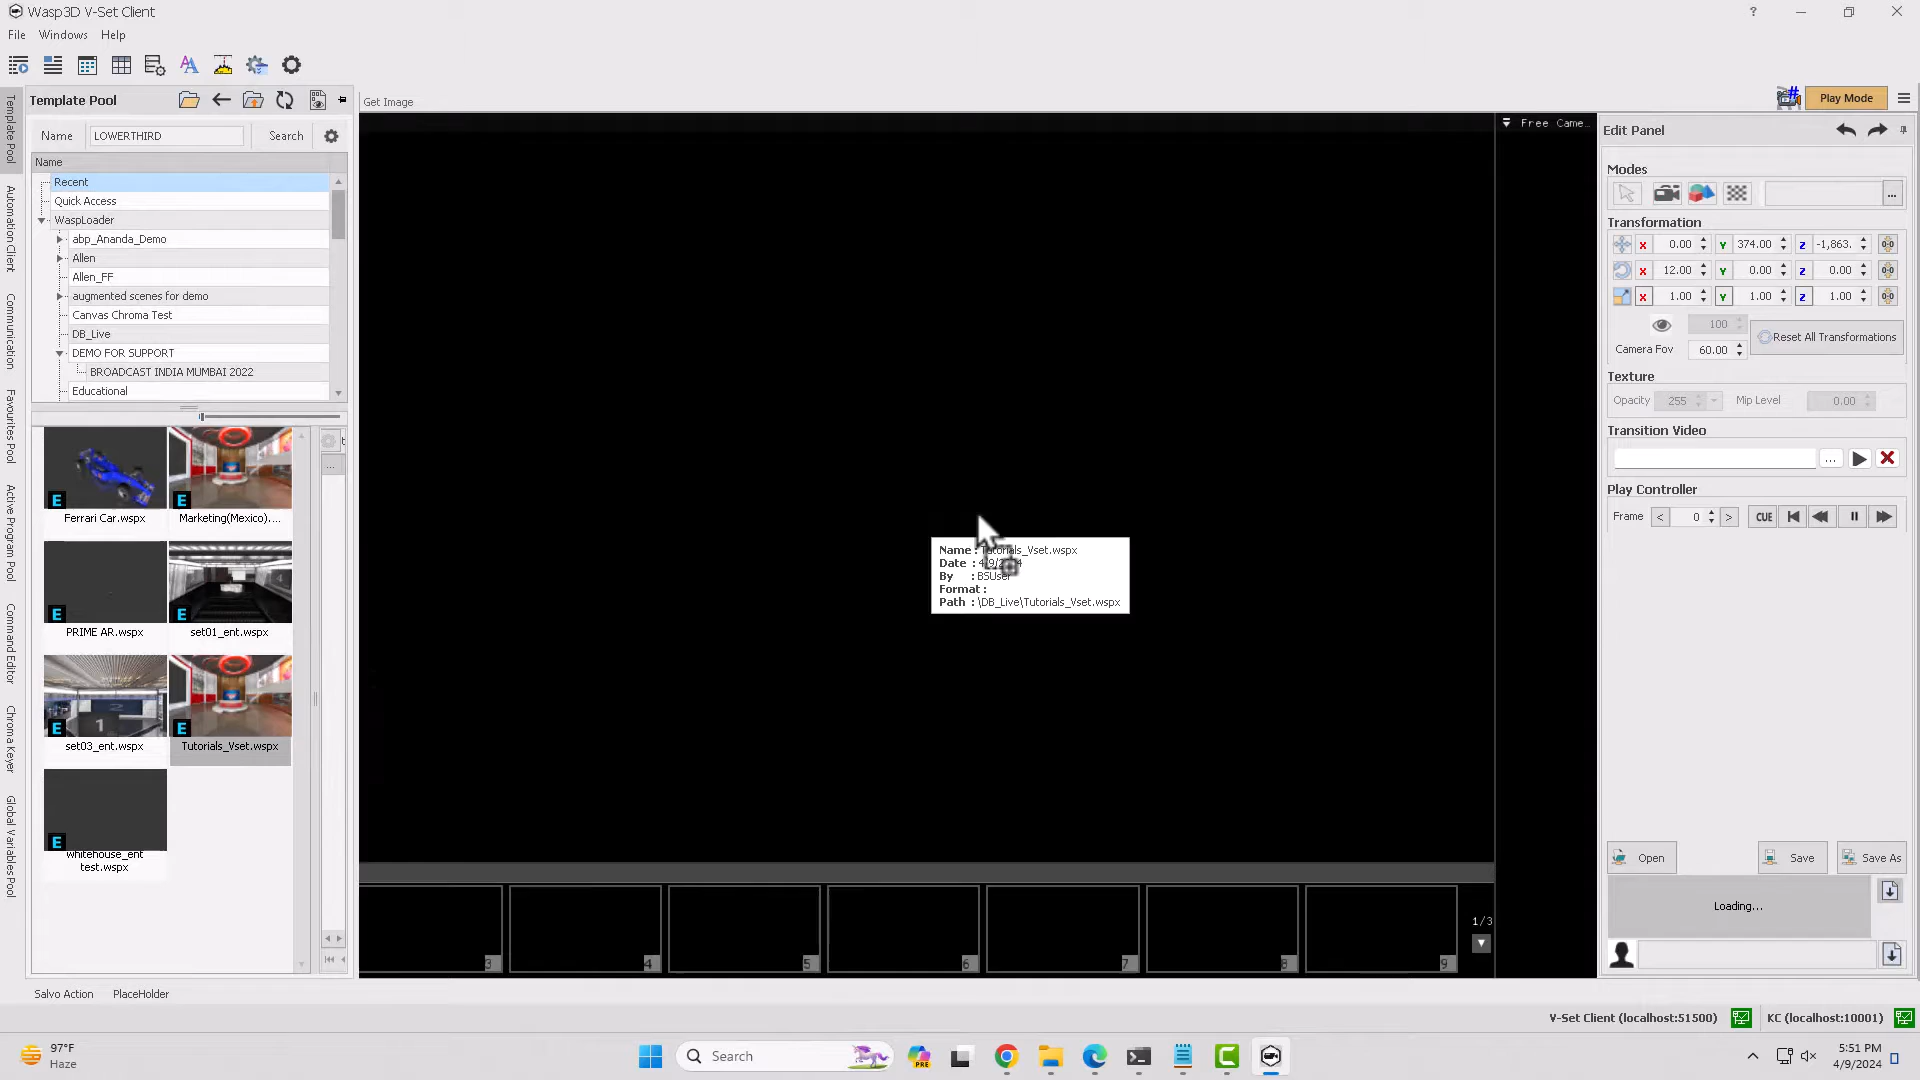 Wasp3D V-Set Client
?
File Windows Help
Template Pool
Get Image
Play Mode
Name LOWERTHIRD Search
Name
Recent
Quick Access
WaspLoader
abp_Ananda_Demo
Allen
Allen_FF
augmented scenes for demo
Canvas Chroma Test
DB_Live
DEMO FOR SUPPORT
BROADCAST INDIA MUMBAI 2022
Educational
Template Pool
Automation Client
Communication
Favourites Pool
Active Program Pool
Command Editor
Chroma Keyer
Global Variables Pool
E
Ferrari Car.wspx
E
Marketing(Mexico)....
E
PRIME AR.wspx
E
set01_ent.wspx
E
set03_ent.wspx
E
Tutorials_Vset.wspx
E
whitehouse_ent
test.wspx
Free Came...
Name : Tutorials_Vset.wspx
Date :
By : BSUser
Format :
Path : \DB_Live\Tutorials_Vset.wspx
3 4 5 6 7 8 9
1/3
Edit Panel
Modes
...
Transformation
X 0.00 Y 374.00 Z -1,863.
X 12.00 Y 0.00 Z 0.00
X 1.00 Y 1.00 Z 1.00
100
Camera Fov 60.00
Reset All Transformations
Texture
Opacity 255 Mip Level 0.00
Transition Video
...
Play Controller
Frame < 0 > CUE
Open Save Save As
Loading...
Salvo Action PlaceHolder
V-Set Client (localhost:51500) KC (localhost:10001)
97°F
Haze
Search
PRE
5:51 PM
4/9/2024